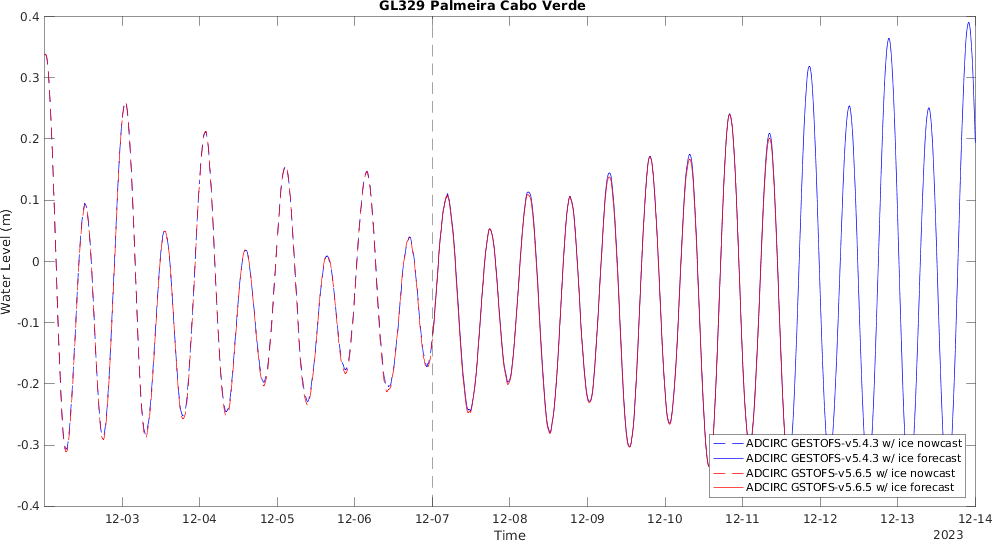 GL329 Palmeira Cabo Verde
0.4
0.3
0.2
0.1
0
-0.1
-0.2
-0.3
-0.4
Water Level (m)
ADCIRC GESTOFS-v5.4.3 w/ ice nowcast
ADCIRC GESTOFS-v5.4.3 w/ ice forecast
ADCIRC GSTOFS-v5.6.5 w/ ice nowcast
ADCIRC GSTOFS-v5.6.5 w/ ice forecast
12-03 12-04 12-05 12-06 12-07 12-08 12-09 12-10 12-11 12-12 12-13 12-14
Time
2023